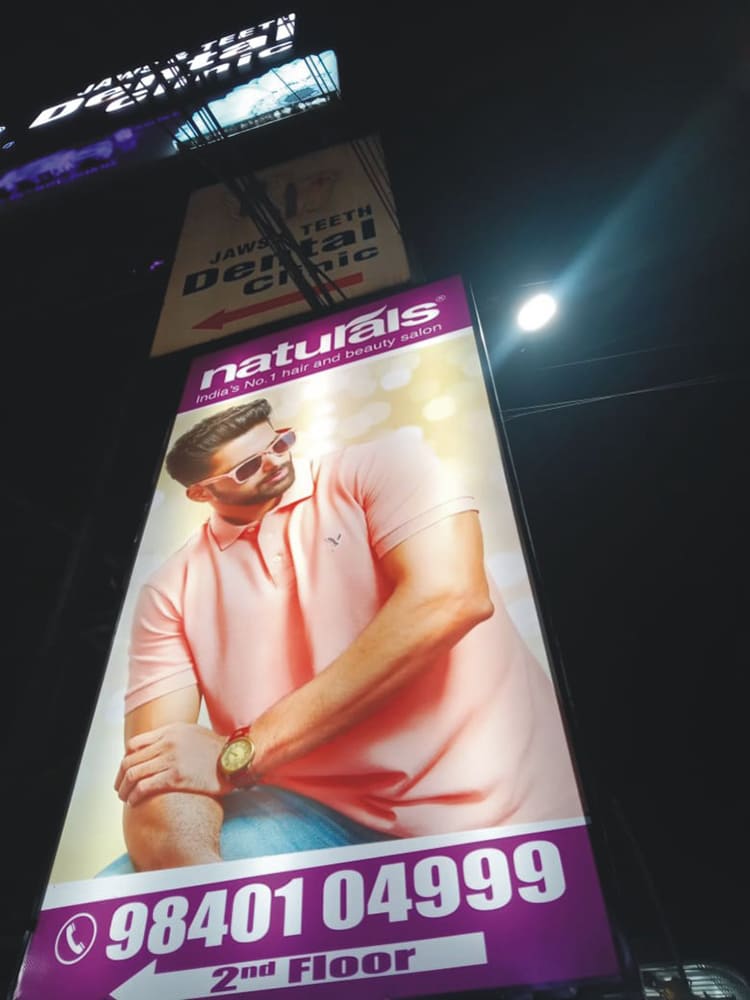 JAWS & TEETH
Dental
Clinic
JAWS & TEETH
Dental
Clinic
naturals®
India's No.1 hair and beauty salon
98401 04999
2nd Floor